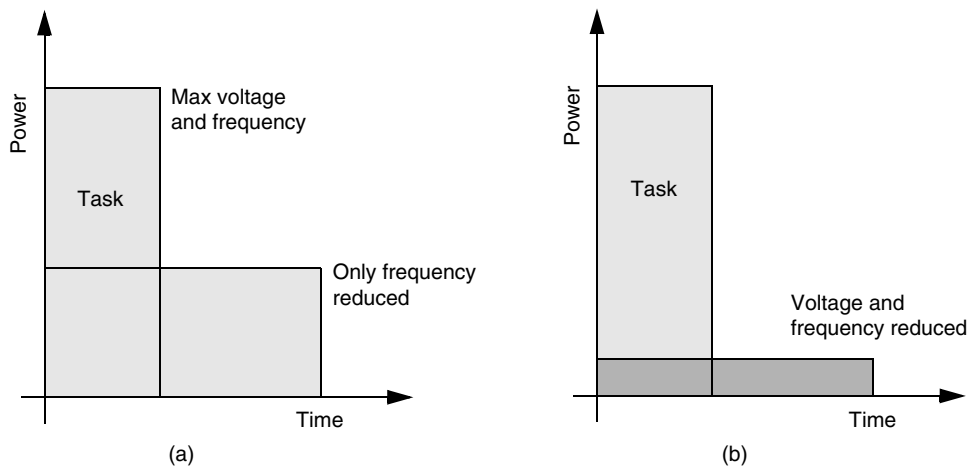 Power
Max voltage
and frequency
Task
Only frequency
reduced
Time
(a)
Power
Task
Voltage and
frequency reduced
Time
(b)